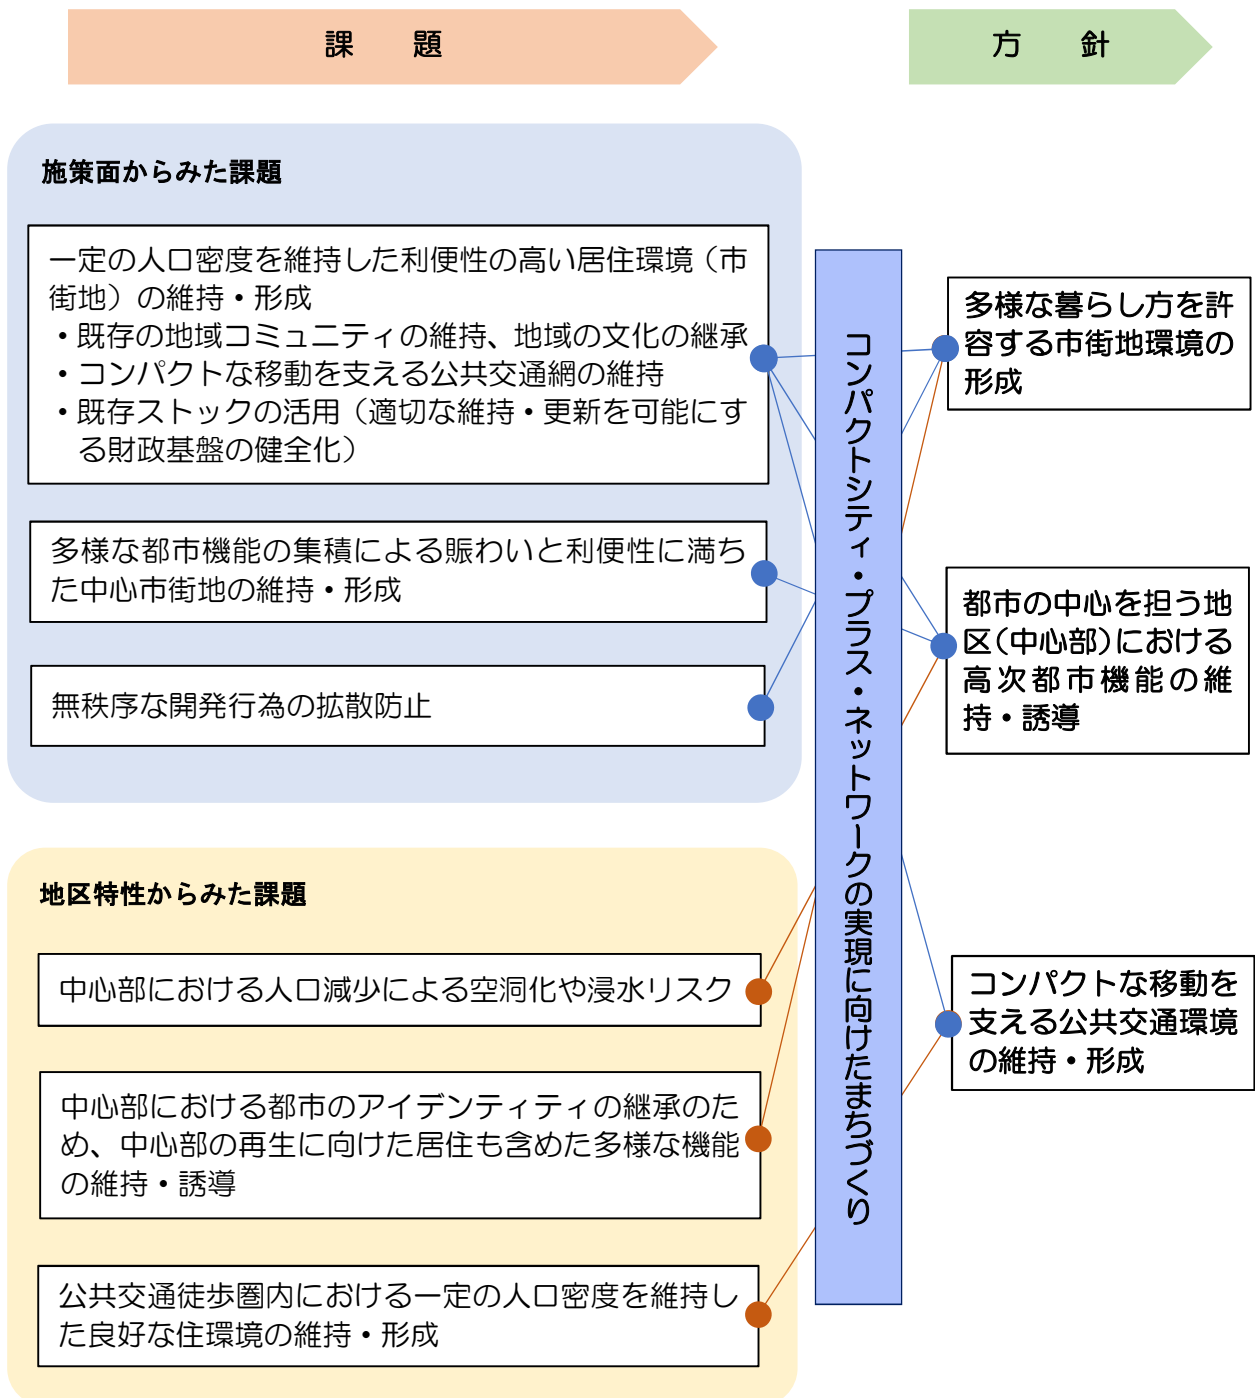 課　題
方　針
施策面からみた課題
一定の人口密度を維持した利便性の高い居住環境（市
街地）の維持・形成
・既存の地域コミュニティの維持、地域の文化の継承
・コンパクトな移動を支える公共交通網の維持
・既存ストックの活用（適切な維持・更新を可能にす
る財政基盤の健全化）
多様な都市機能の集積による賑わいと利便性に満ち
た中心市街地の維持・形成
無秩序な開発行為の拡散防止
地区特性からみた課題
中心部における人口減少による空洞化や浸水リスク
中心部における都市のアイデンティティの継承のた
め、中心部の再生に向けた居住も含めた多様な機能
の維持・誘導
公共交通徒歩圏内における一定の人口密度を維持し
た良好な住環境の維持・形成
コンパクトシティ・プラス・ネットワークの実現に向けたまちづくり
多様な暮らし方を許
容する市街地環境の
形成
都市の中心を担う地
区（中心部）における
高次都市機能の維
持・誘導
コンパクトな移動を
支える公共交通環境
の維持・形成